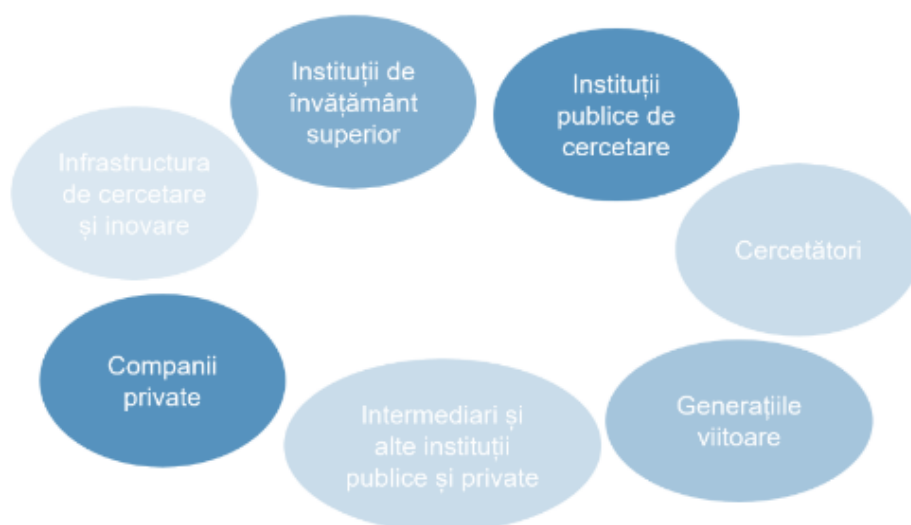 Instituții de
învățământ
superior
Instituții
publice de
cercetare
Infrastructura
de cercetare
și inovare
Cercetători
Companii
private
Intermediari și
alte instituții
publice și private
Generațiile
viitoare